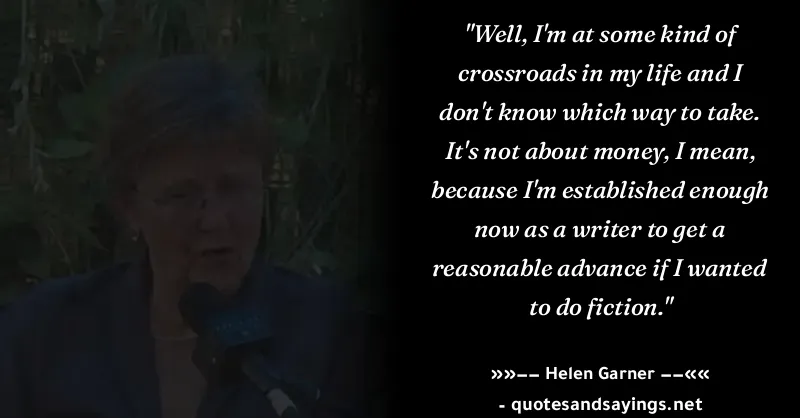 "Well, I'm at some kind of
crossroads in my life and I
don't know which way to take.
It's not about money, I mean,
because I'm established enough
now as a writer to get a
reasonable advance if I wanted
to do fiction."
»»−− Helen Garner −−««
- quotesandsayings.net